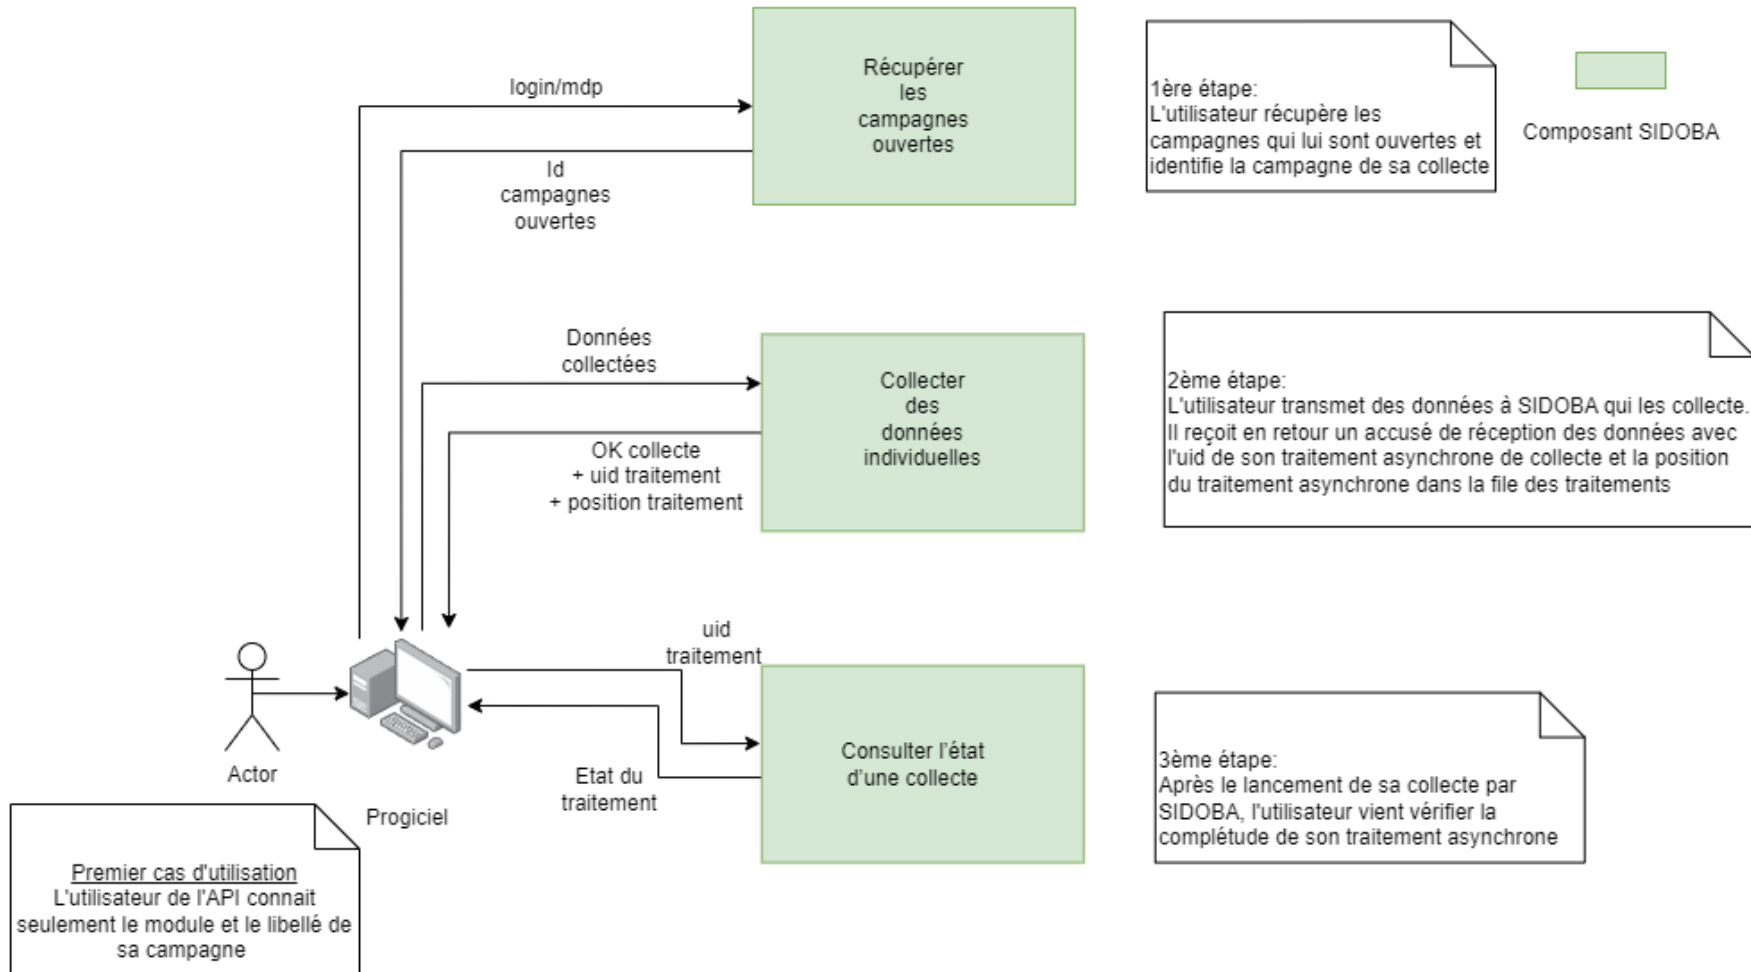 login/mdp
Récupérer
les
campagnes
ouvertes
Id
campagnes
ouvertes
1ère étape:
L'utilisateur récupère les
campagnes qui lui sont ouvertes et
identifie la campagne de sa collecte
Composant SIDOBA
Données
collectées
Collecter
des
données
individuelles
OK collecte
+ uid traitement
+ position traitement
2ème étape:
L'utilisateur transmet des données à SIDOBA qui les collecte.
Il reçoit en retour un accusé de réception des données avec
l'uid de son traitement asynchrone de collecte et la position
du traitement asynchrone dans la file des traitements
uid
traitement
Consulter l'état
d'une collecte
Etat du
traitement
3ème étape:
Après le lancement de sa collecte par
SIDOBA, l'utilisateur vient vérifier la
complétude de son traitement asynchrone
Actor
Progiciel
Premier cas d'utilisation
L'utilisateur de l'API connait
seulement le module et le libellé de
sa campagne